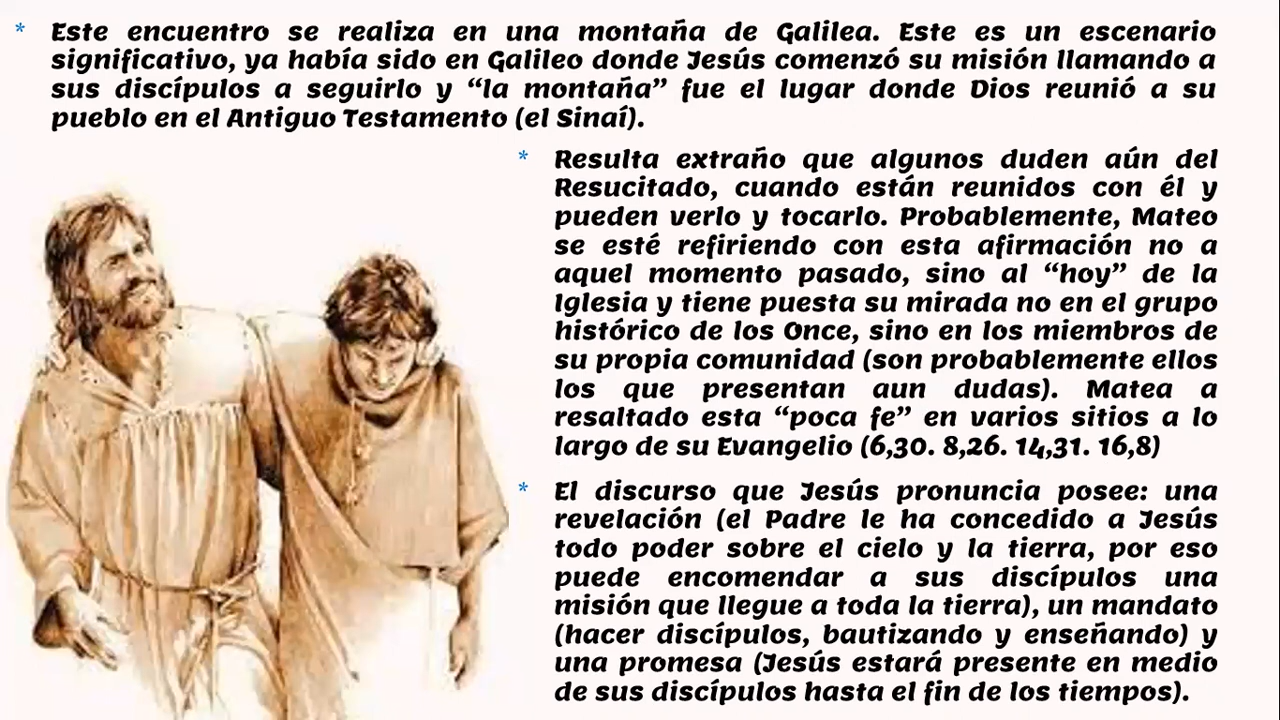 * Este encuentro se realiza en una montaña de Galilea. Este es un escenario
significativo, ya había sido en Galileo donde Jesús comenzó su misión llamando a
sus discípulos a seguirlo y “la montaña” fue el lugar donde Dios reunió a su
pueblo en el Antiguo Testamento (el Sinaí).
* Resulta extraño que algunos duden aún del
Resucitado, cuando están reunidos con él y
pueden verlo y tocarlo. Probablemente, Mateo
se esté refiriendo con esta afirmación no a
aquel momento pasado, sino al “hoy” de la
Iglesia y tiene puesta su mirada no en el grupo
histórico de los Once, sino en los miembros de
su propia comunidad (son probablemente ellos
los que presentan aun dudas). Matea a
resaltado esta “poca fe” en varios sitios a lo
largo de su Evangelio (6,30. 8,26. 14,31. 16,8)
* El discurso que Jesús pronuncia posee: una
revelación (el Padre le ha concedido a Jesús
todo poder sobre el cielo y la tierra, por eso
puede encomendar a sus discípulos una
misión que llegue a toda la tierra), un mandato
(hacer discípulos, bautizando y enseñando) y
una promesa (Jesús estará presente en medio
de sus discípulos hasta el fin de los tiempos).